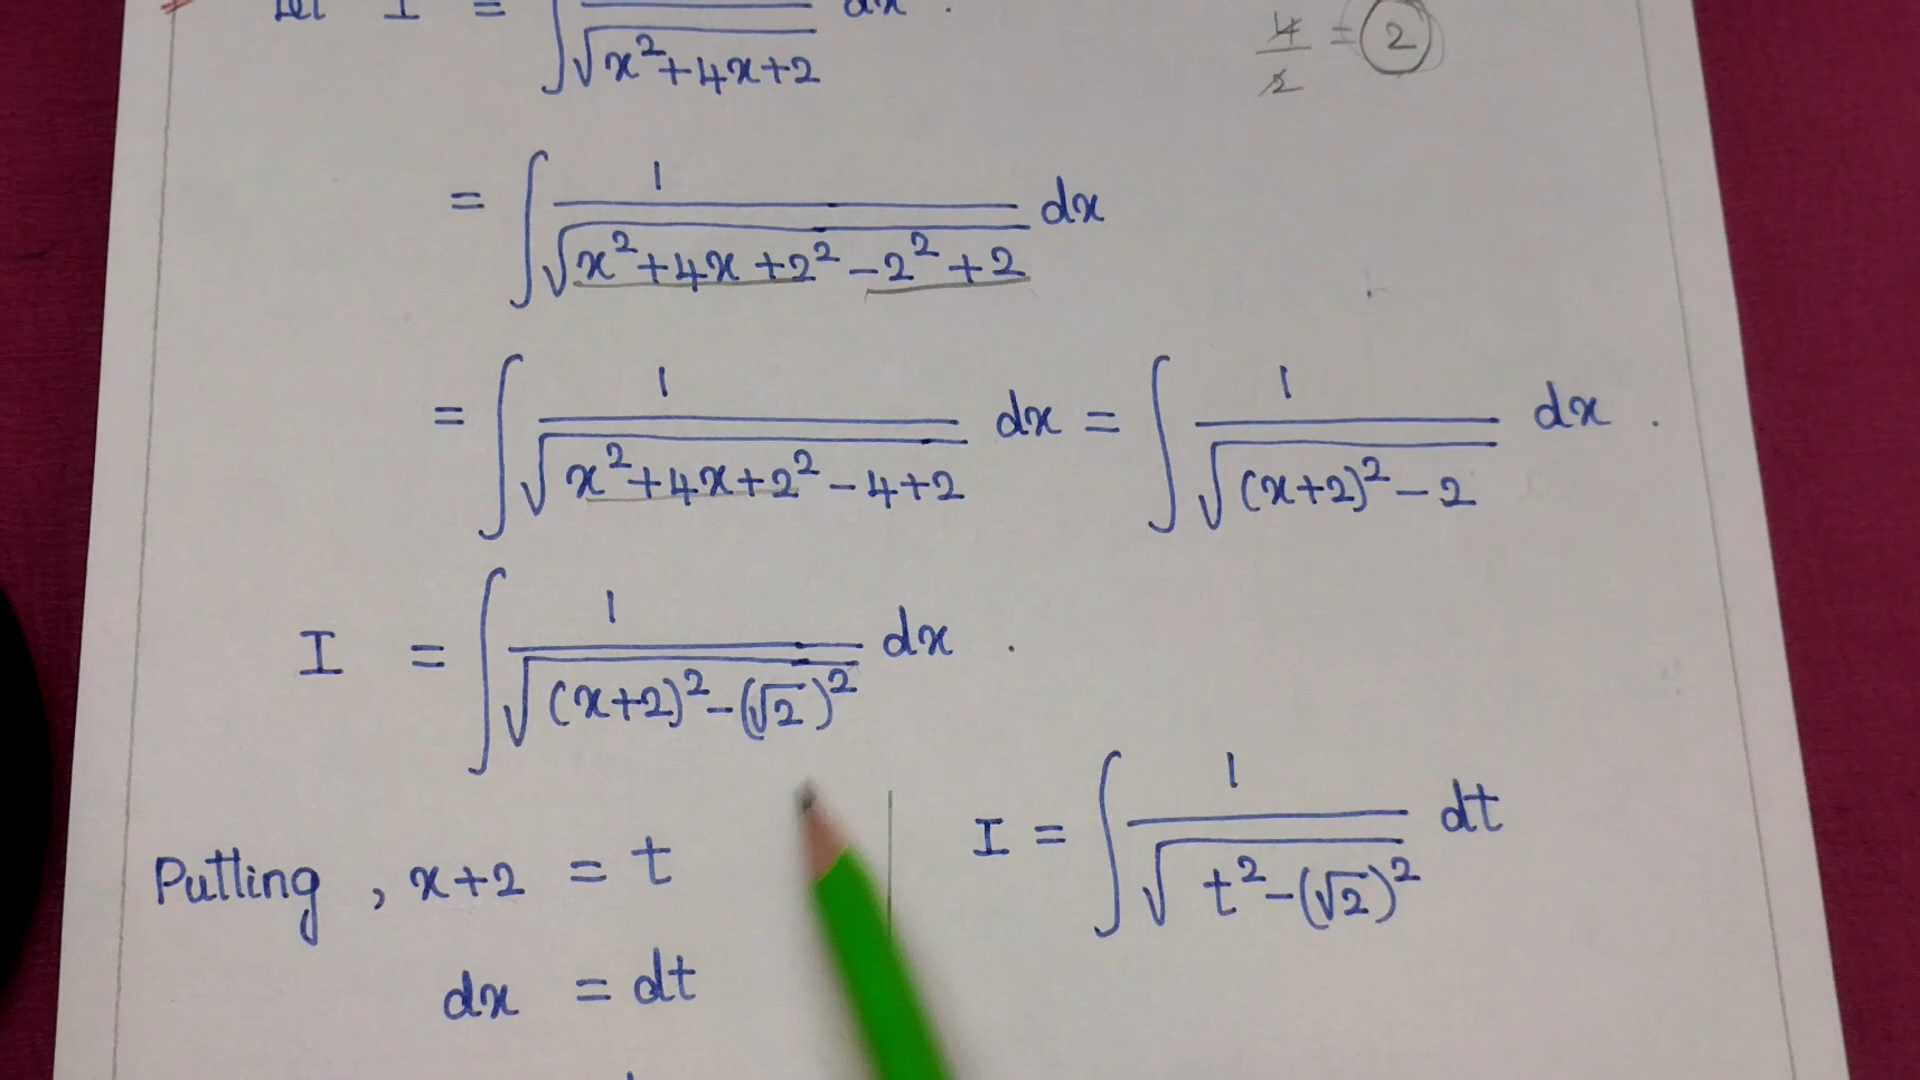 Let I = ∫ 1/√(x²+4x+2) dx .
4/2 = 2
= ∫ 1/√(x²+4x+2²-2²+2) dx
= ∫ 1/√(x²+4x+2²-4+2) dx = ∫ 1/√((x+2)²-2) dx .
I = ∫ 1/√((x+2)²-(√2)²) dx .
Putting, x+2 = t
I = ∫ 1/√(t²-(√2)²) dt
dx = dt